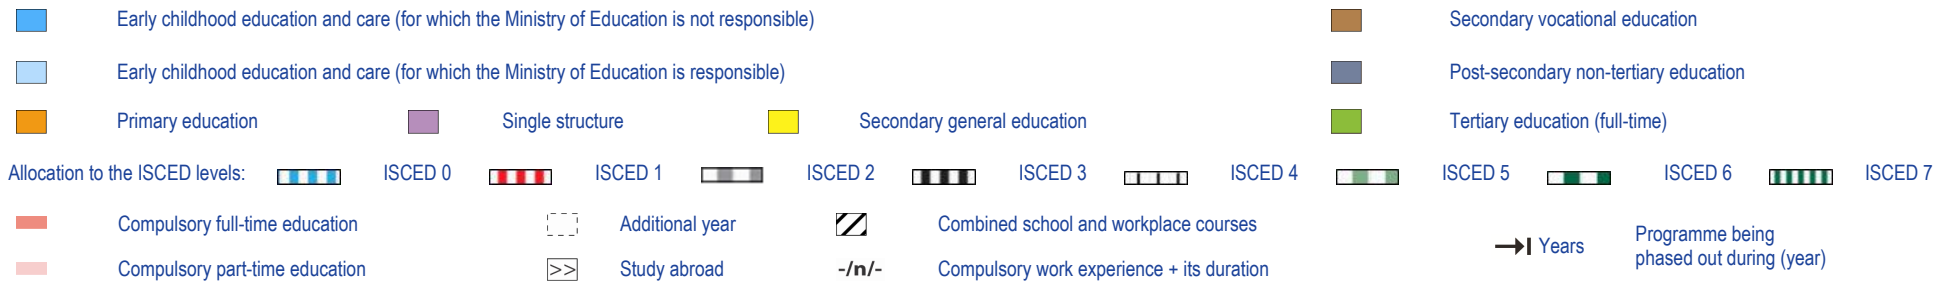 Early childhood education and care (for which the Ministry of Education is not responsible)
Secondary vocational education
Early childhood education and care (for which the Ministry of Education is responsible)
Post-secondary non-tertiary education
Primary education
Single structure
Secondary general education
Tertiary education (full-time)
Allocation to the ISCED levels: ISCED 0 ISCED 1 ISCED 2 ISCED 3 ISCED 4 ISCED 5 ISCED 6 ISCED 7
Compulsory full-time education
Additional year
Combined school and workplace courses
Years
Programme being
phased out during (year)
Compulsory part-time education
>> Study abroad
-/n/- Compulsory work experience + its duration